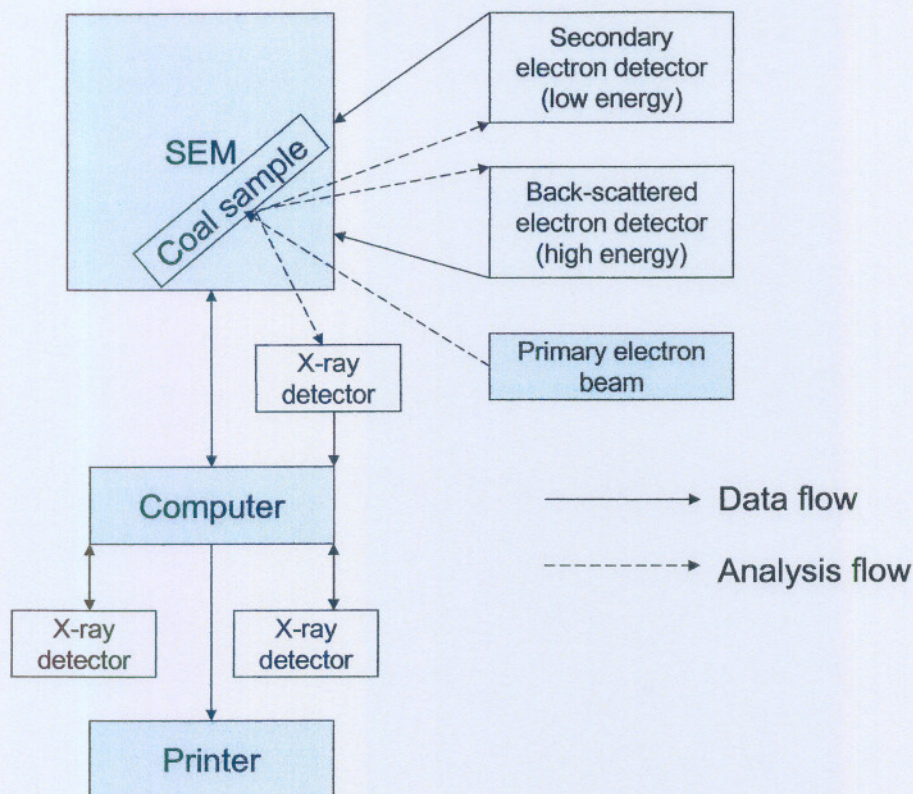 Secondary
electron detector
(low energy)
SEM
Coal sample
Back-scattered
electron detector
(high energy)
Primary electron
beam
X-ray
detector
Computer
Data flow
Analysis flow
X-ray
detector
X-ray
detector
Printer